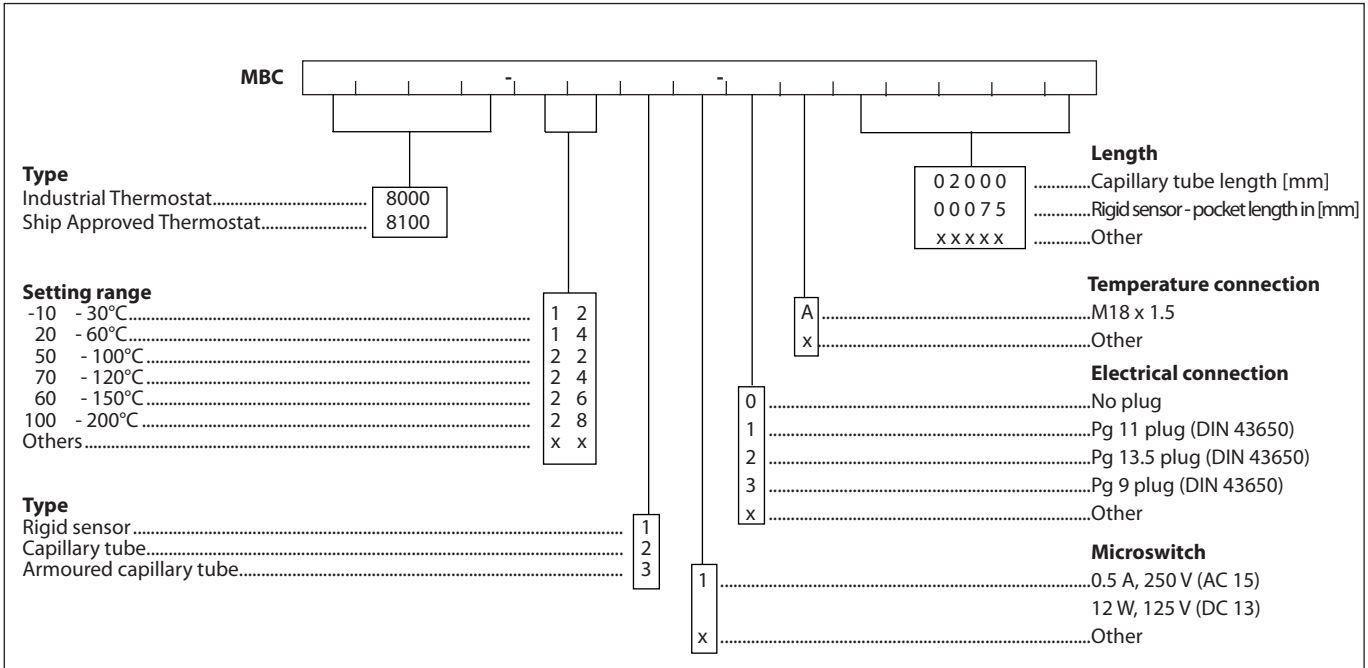 MBC - -
Type
Industrial Thermostat........................................ 8000
Ship Approved Thermostat........................... 8100
Setting range
-10 - 30°C........................................ 1 2
20 - 60°C........................................ 1 4
50 - 100°C........................................ 2 2
70 - 120°C........................................ 2 4
60 - 150°C........................................ 2 6
100 - 200°C........................................ 2 8
Others........................................ x x
Type
Rigid sensor........................................ 1
Capillary tube........................................ 2
Armoured capillary tube........................................ 3
Length
0 2 0 0 0 .............Capillary tube length [mm]
0 0 0 7 5 .............Rigid sensor - pocket length in [mm]
x x x x x .............Other
Temperature connection
A ........................................M18 x 1.5
x ........................................Other
Electrical connection
0 ........................................No plug
1 ........................................Pg 11 plug (DIN 43650)
2 ........................................Pg 13.5 plug (DIN 43650)
3 ........................................Pg 9 plug (DIN 43650)
x ........................................Other
Microswitch
1 ........................................0.5 A, 250 V (AC 15)
12 W, 125 V (DC 13)
x ........................................Other